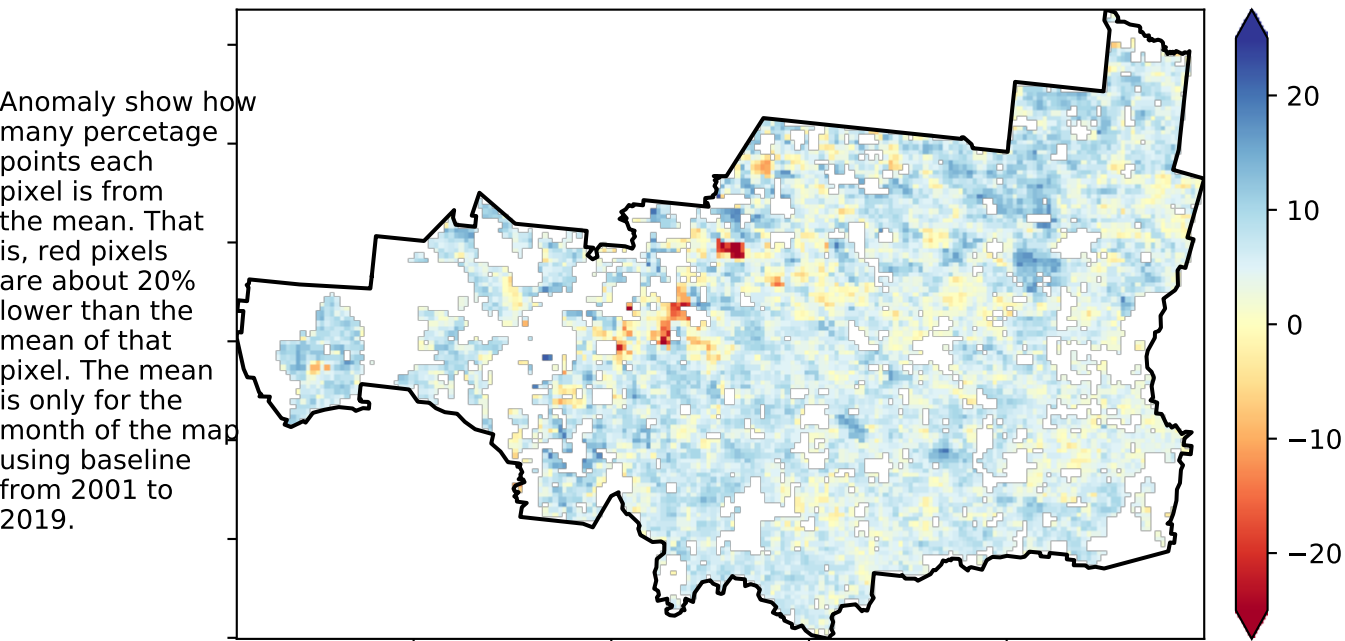 Anomaly show how
many percetage
points each
pixel is from
the mean. That
is, red pixels
are about 20%
lower than the
mean of that
pixel. The mean
is only for the
month of the map
using baseline
from 2001 to
2019.
20
10
0
−10
−20